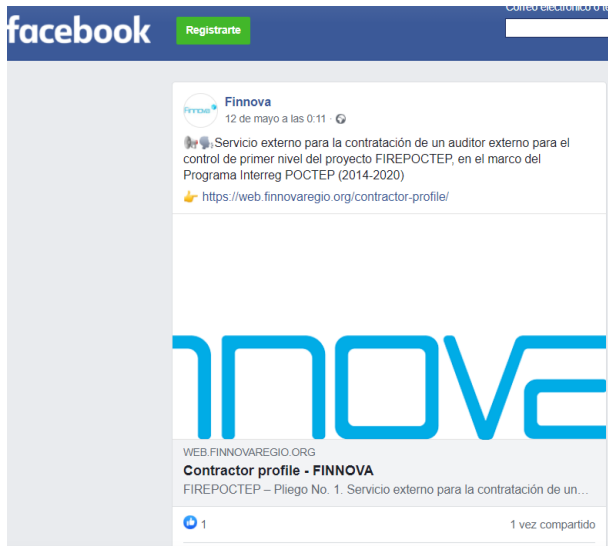 facebook
Registrarte
Correo electrónico o te
Finnova
Finnova
12 de mayo a las 0:11 ·
Servicio externo para la contratación de un auditor externo para el
control de primer nivel del proyecto FIREPOCTEP, en el marco del
Programa Interreg POCTEP (2014-2020)
https://web.finnovaregio.org/contractor-profile/
nnova
WEB.FINNOVAREGIO.ORG
Contractor profile - FINNOVA
FIREPOCTEP – Pliego No. 1. Servicio externo para la contratación de un...
1
1 vez compartido